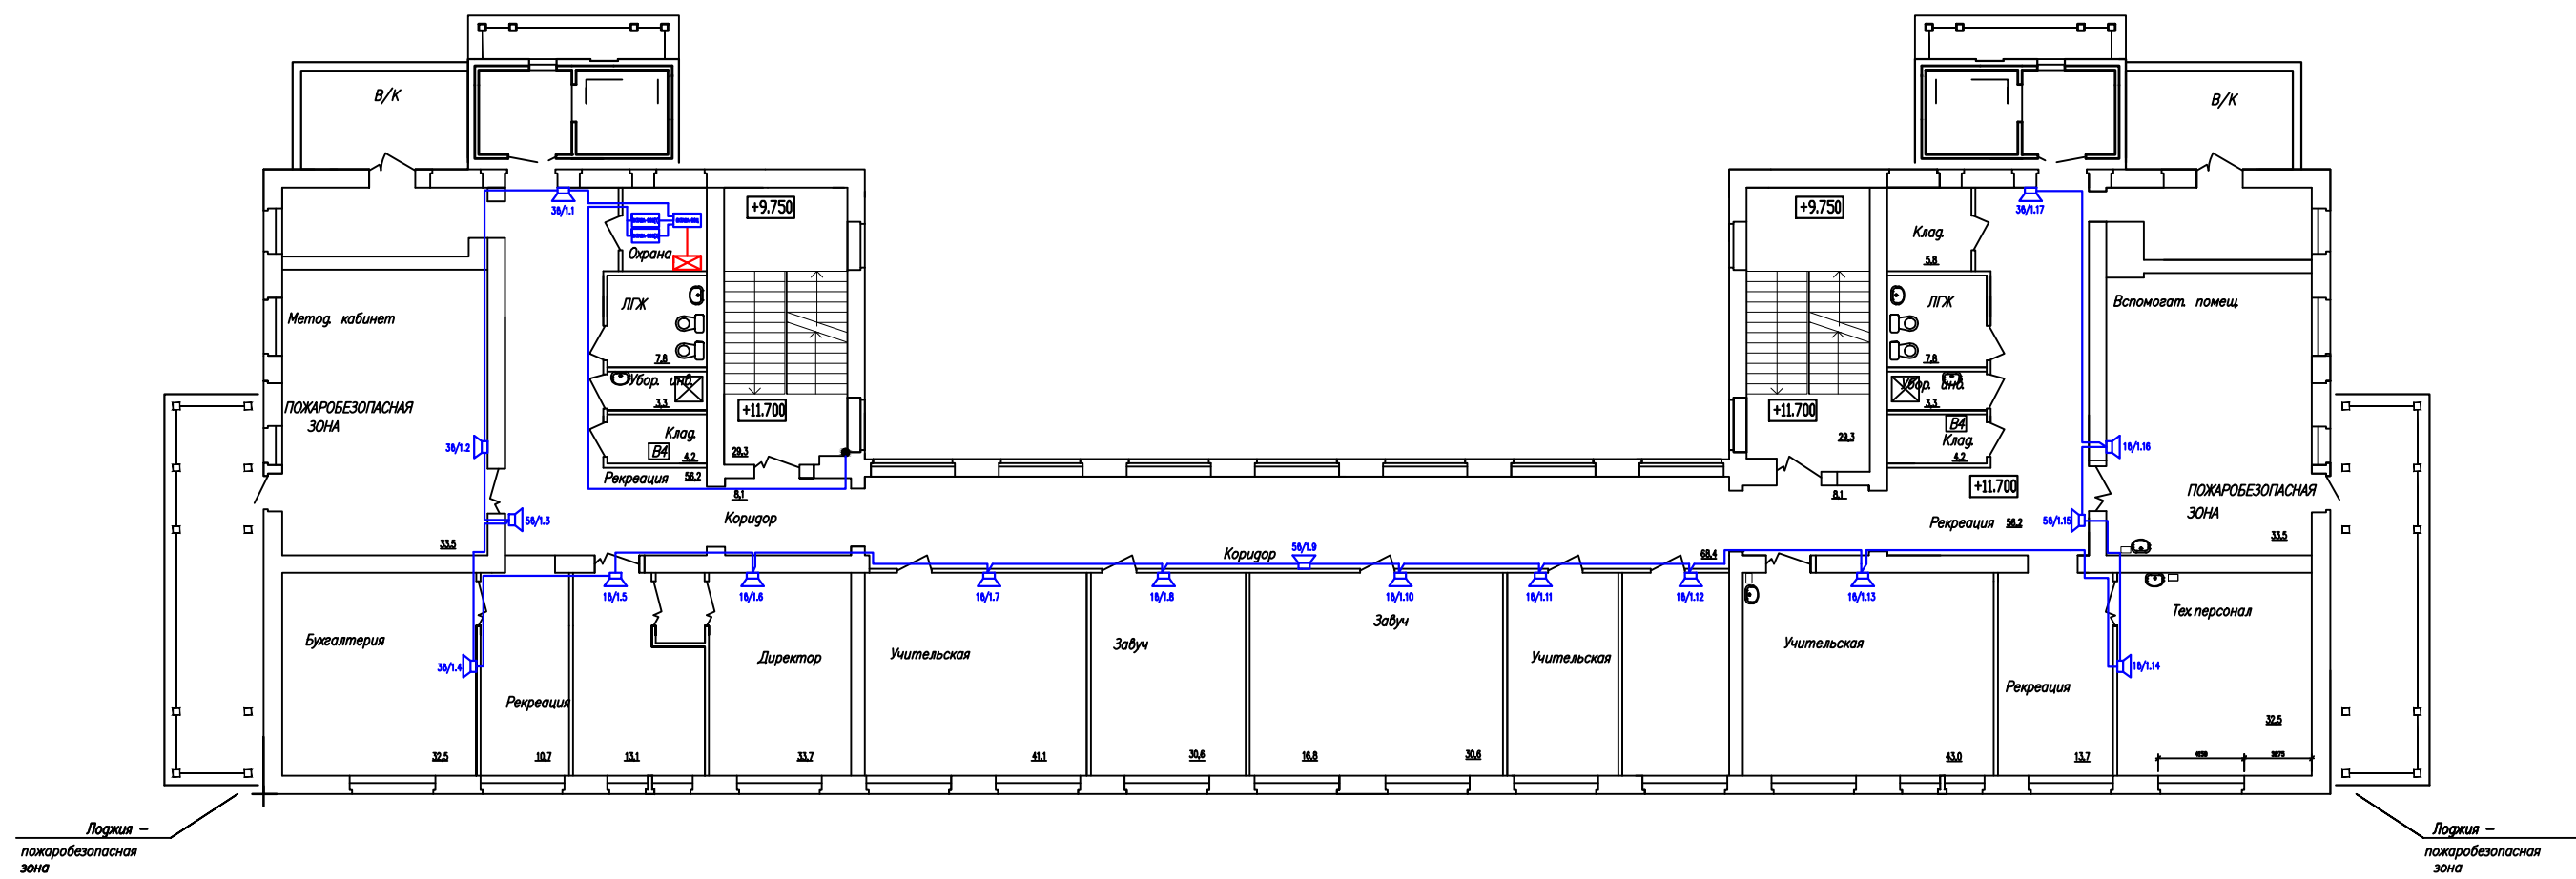 В/К
В/К
3б/1.1
+9.750
+9.750
3б/1.17
Охрана
Клад.
5.8
ЛГЖ
ЛГЖ
Метод. кабинет
Вспомогат. помещ.
7.8
7.8
Убор. инв.
Убор. инв.
3.3
3.3
ПОЖАРОБЕЗОПАСНАЯ
ЗОНА
+11.700
+11.700
Клад.
В4
4.2
29.3
29.3
В4
Клад.
4.2
3б/1.2
1б/1.16
Рекреация 56.2
8.1
8.1
+11.700
ПОЖАРОБЕЗОПАСНАЯ
ЗОНА
5б/1.3
Коридор
Рекреация 56.2
5б/1.15
33.5
Коридор
5б/1.9
68.4
33.5
1б/1.5
1б/1.6
1б/1.7
1б/1.8
1б/1.10
1б/1.11
1б/1.12
1б/1.13
Бухгалтерия
3б/1.4
Рекреация
Директор
Учительская
Завуч
Завуч
Учительская
Учительская
Рекреация
Тех.персонал
1б/1.14
32.5
10.7
13.1
33.7
41.1
30.6
16.8
30.6
43.0
13.7
32.5
Лоджия –
пожаробезопасная
зона
Лоджия –
пожаробезопасная
зона